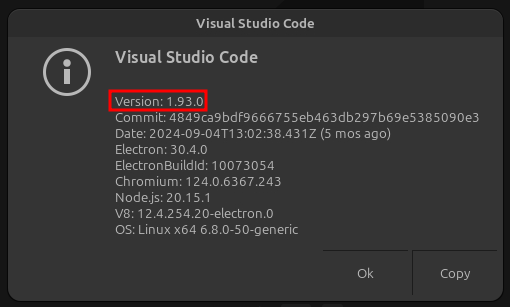 Visual Studio Code
Visual Studio Code
Version: 1.93.0
Commit: 4849ca9bdf9666755eb463db297b69e5385090e3
Date: 2024-09-04T13:02:38.431Z (5 mos ago)
Electron: 30.4.0
ElectronBuildId: 10073054
Chromium: 124.0.6367.243
Node.js: 20.15.1
V8: 12.4.254.20-electron.0
OS: Linux x64 6.8.0-50-generic
Ok
Copy